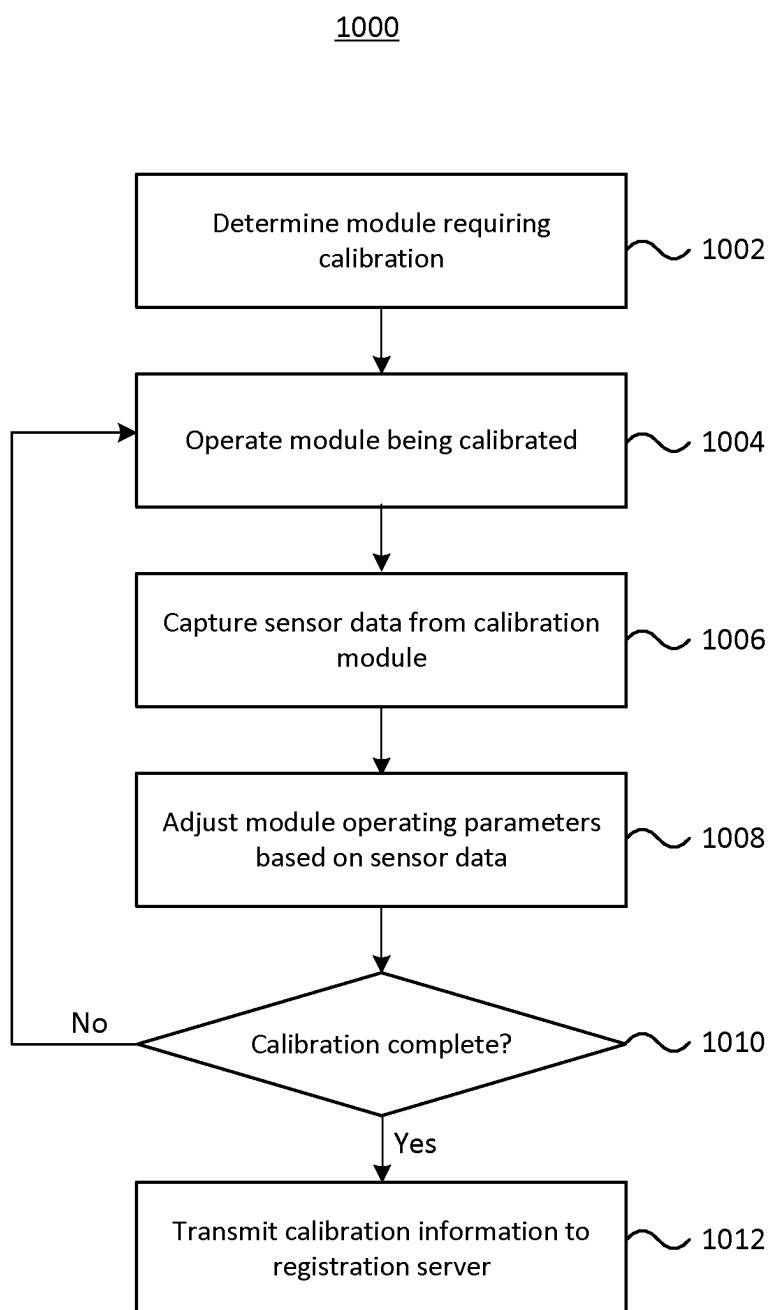 1000
Determine module requiring
calibration
1002
Operate module being calibrated
1004
Capture sensor data from calibration
module
1006
Adjust module operating parameters
based on sensor data
1008
No
Calibration complete?
1010
Yes
Transmit calibration information to
registration server
1012